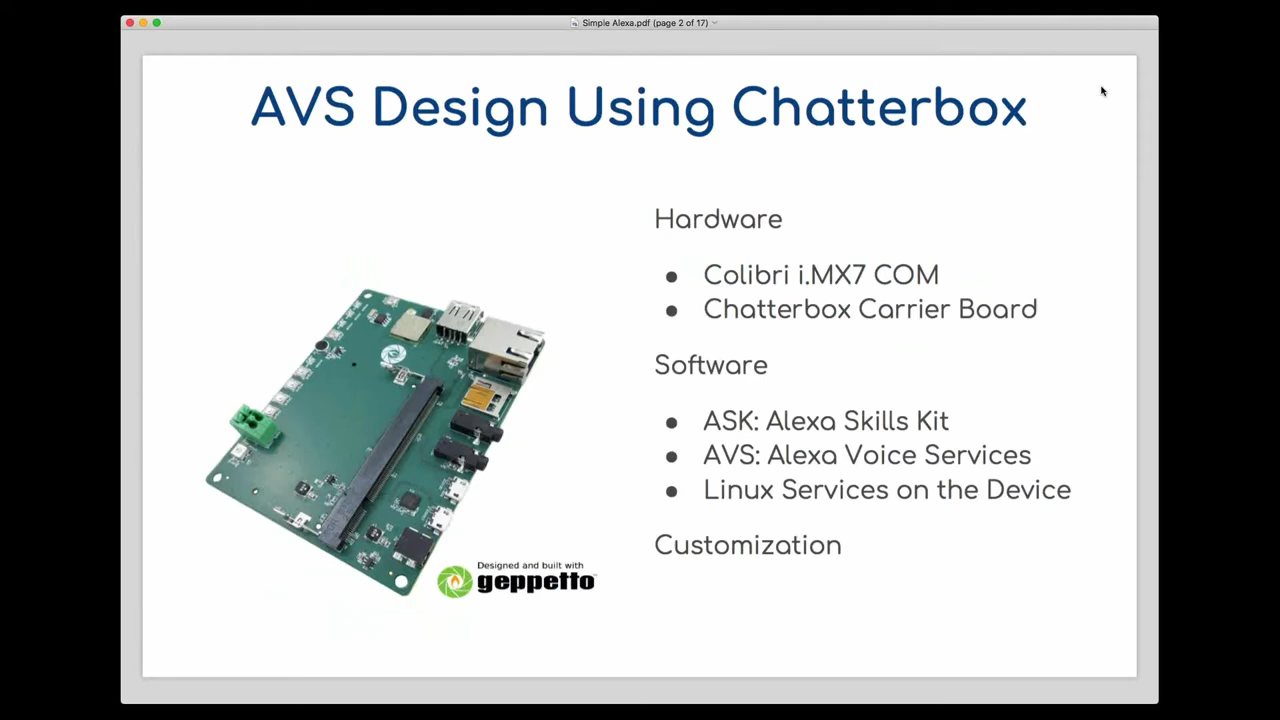 Simple Alexa.pdf (page 2 of 17)
AVS Design Using Chatterbox
Hardware
● Colibri i.MX7 COM
● Chatterbox Carrier Board
Software
● ASK: Alexa Skills Kit
● AVS: Alexa Voice Services
● Linux Services on the Device
Customization
Designed and built with
geppetto